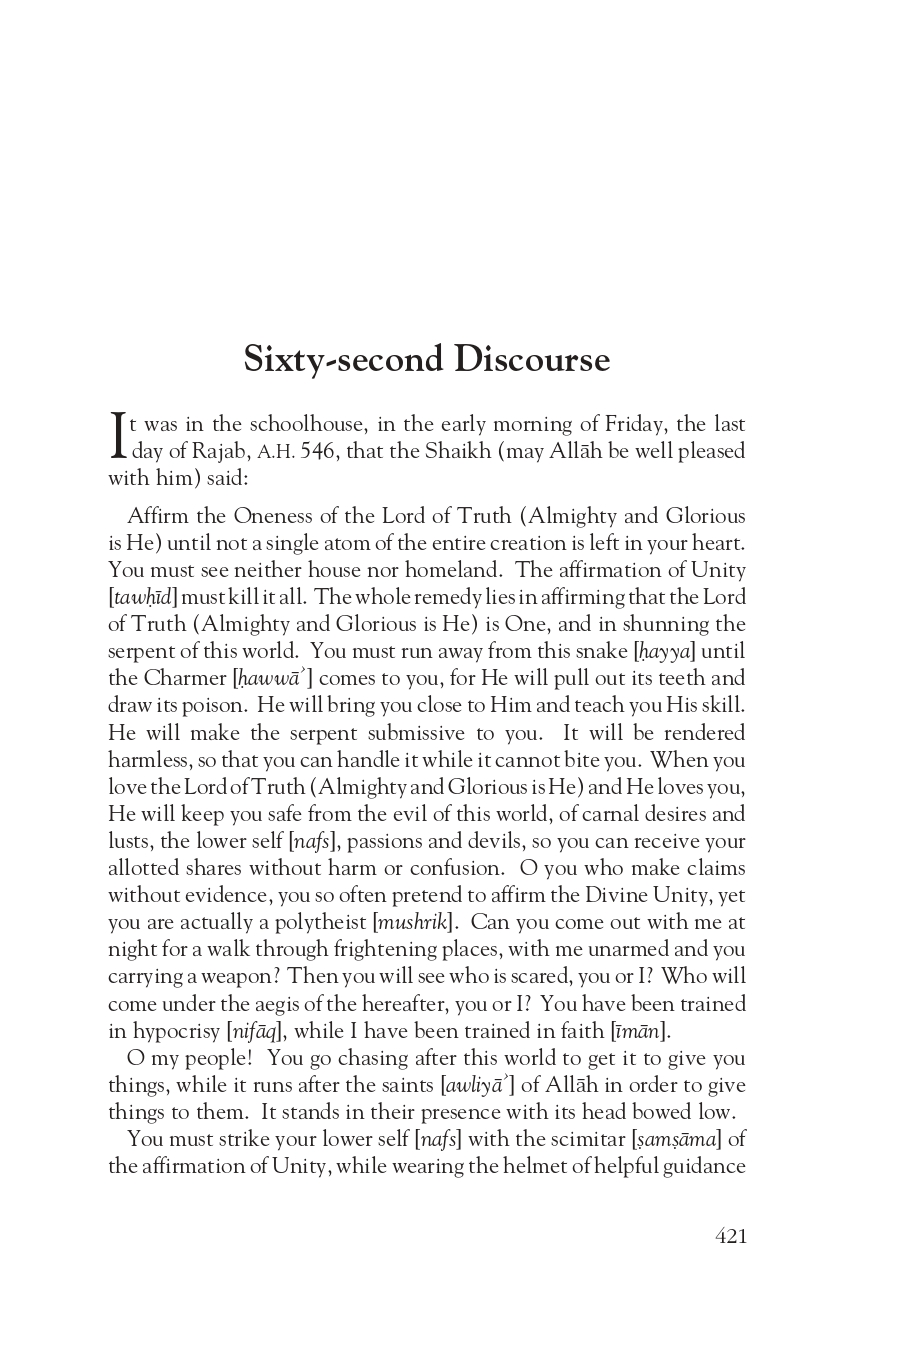 Sixty-second Discourse
It was in the schoolhouse, in the early morning of Friday, the last
day of Rajab, A.H. 546, that the Shaikh (may Allāh be well pleased
with him) said:
Affirm the Oneness of the Lord of Truth (Almighty and Glorious
is He) until not a single atom of the entire creation is left in your heart.
You must see neither house nor homeland. The affirmation of Unity
[tawḥīd] must kill it all. The whole remedy lies in affirming that the Lord
of Truth (Almighty and Glorious is He) is One, and in shunning the
serpent of this world. You must run away from this snake [ḥayya] until
the Charmer [ḥawwāʾ] comes to you, for He will pull out its teeth and
draw its poison. He will bring you close to Him and teach you His skill.
He will make the serpent submissive to you. It will be rendered
harmless, so that you can handle it while it cannot bite you. When you
love the Lord of Truth (Almighty and Glorious is He) and He loves you,
He will keep you safe from the evil of this world, of carnal desires and
lusts, the lower self [nafs], passions and devils, so you can receive your
allotted shares without harm or confusion. O you who make claims
without evidence, you so often pretend to affirm the Divine Unity, yet
you are actually a polytheist [mushrik]. Can you come out with me at
night for a walk through frightening places, with me unarmed and you
carrying a weapon? Then you will see who is scared, you or I? Who will
come under the aegis of the hereafter, you or I? You have been trained
in hypocrisy [nifāq], while I have been trained in faith [īmān].
O my people! You go chasing after this world to get it to give you
things, while it runs after the saints [awliyāʾ] of Allāh in order to give
things to them. It stands in their presence with its head bowed low.
You must strike your lower self [nafs] with the scimitar [ṣamṣāma] of
the affirmation of Unity, while wearing the helmet of helpful guidance
421